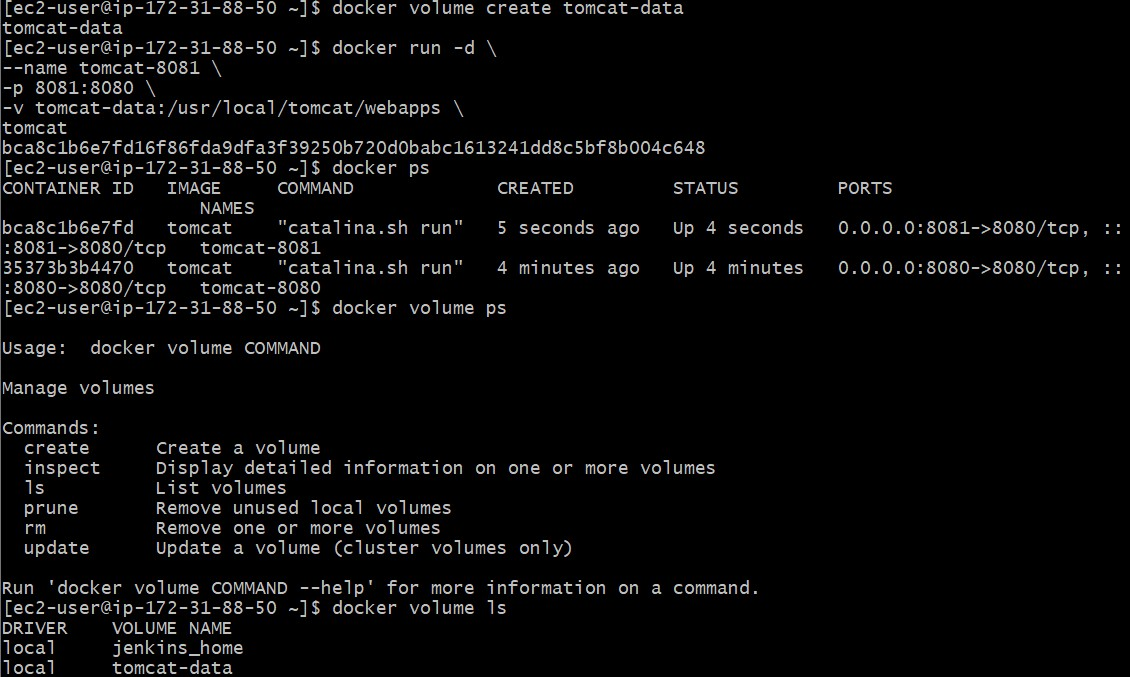 [ec2-user@ip-172-31-88-50 ~]$ docker volume create tomcat-data
tomcat-data
[ec2-user@ip-172-31-88-50 ~]$ docker run -d \
--name tomcat-8081 \
-p 8081:8080 \
-v tomcat-data:/usr/local/tomcat/webapps \
tomcat
bca8c1b6e7fd16f86fda9dfa3f39250b720d0babc1613241dd8c5bf8b004c648
[ec2-user@ip-172-31-88-50 ~]$ docker ps
CONTAINER ID   IMAGE     COMMAND             CREATED         STATUS         PORTS
                  NAMES
bca8c1b6e7fd   tomcat    "catalina.sh run"   5 seconds ago   Up 4 seconds   0.0.0.0:8081->8080/tcp, ::
:8081->8080/tcp   tomcat-8081
35373b3b4470   tomcat    "catalina.sh run"   4 minutes ago   Up 4 minutes   0.0.0.0:8080->8080/tcp, ::
:8080->8080/tcp   tomcat-8080
[ec2-user@ip-172-31-88-50 ~]$ docker volume ps
Usage:  docker volume COMMAND
Manage volumes
Commands:
  create      Create a volume
  inspect     Display detailed information on one or more volumes
  ls          List volumes
  prune       Remove unused local volumes
  rm          Remove one or more volumes
  update      Update a volume (cluster volumes only)
Run 'docker volume COMMAND --help' for more information on a command.
[ec2-user@ip-172-31-88-50 ~]$ docker volume ls
DRIVER    VOLUME NAME
local     jenkins_home
local     tomcat-data